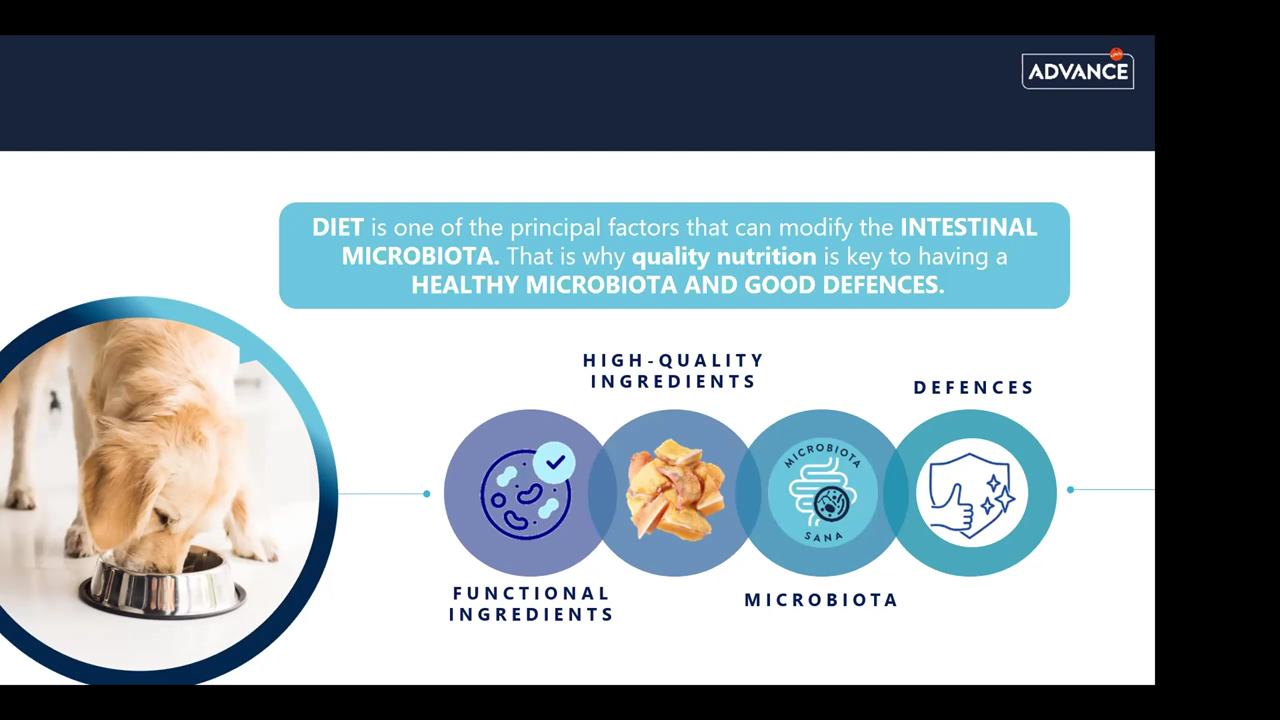 ADVANCE
DIET is one of the principal factors that can modify the INTESTINAL
MICROBIOTA. That is why quality nutrition is key to having a
HEALTHY MICROBIOTA AND GOOD DEFENCES.
HIGH-QUALITY
INGREDIENTS
DEFENCES
MICROBIOTA
SANA
FUNCTIONAL
INGREDIENTS
MICROBIOTA